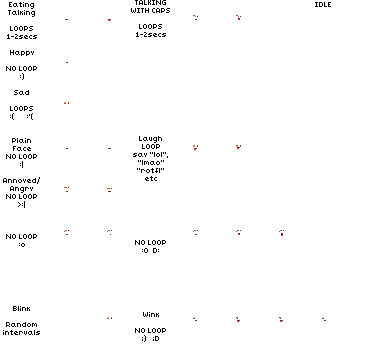 Eating
Talking
LOOPS
1-2secs
TALKING
WITH CAPS
LOOPS
1-2secs
IDLE
Happy
NO LOOP
:)
Sad
LOOPS
:( :'(
Plain
Face
NO LOOP
:|
Laugh
LOOP
say "lol",
"lmao"
"rotfl"
etc
Annoyed/
Angry
NO LOOP
>:|
NO LOOP
:o
NO LOOP
:O D:
Blink
Random
intervals
Wink
NO LOOP
;) ;D